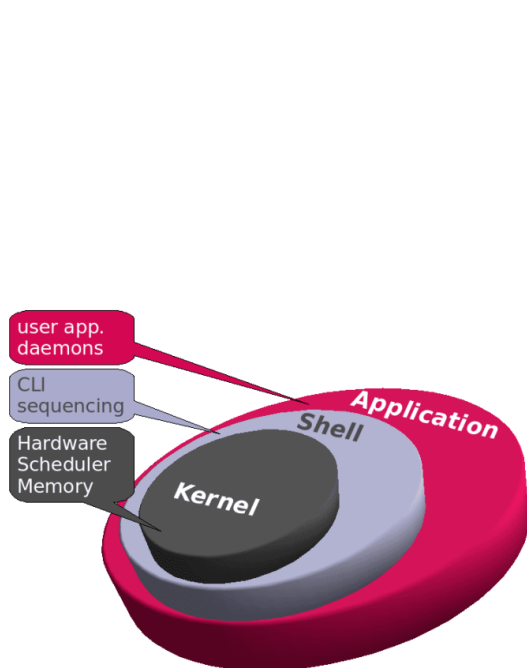 user app.
daemons
CLI
sequencing
Hardware
Scheduler
Memory
Application
Shell
Kernel